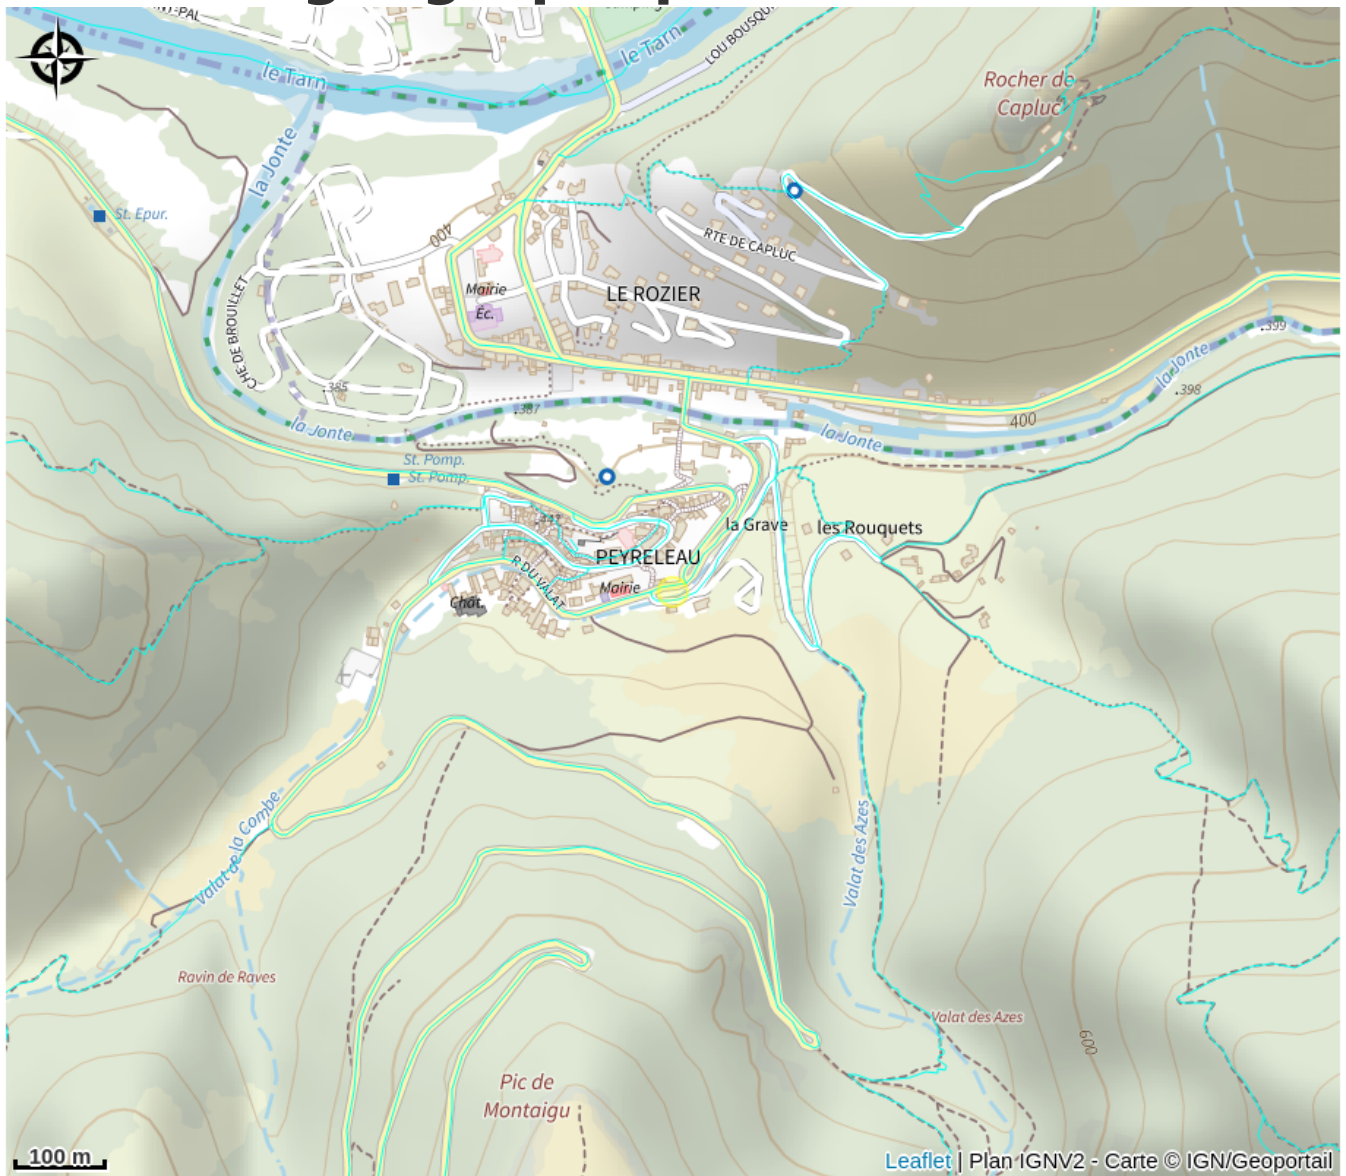 le Tarn
le Tarn
LOU BOUSQU
Rocher de
Capluc
la Jonte
St. Epur.
400
RTE DE CAPLUC
Mairie
LE ROZIER
Éc.
CHE DE BROUILLET
.399
la Jonte
.385
.387
.398
400
la Jonte
la Jonte
St. Pomp.
St. Pomp.
.447
la Grave
les Rouquets
PEYRELEAU
R DU VALAT
Mairie
Chât.
Valat de la Combe
Valat des Azes
Ravin de Raves
Valat des Azes
600
Pic de
Montaigu
100 m
Leaflet | Plan IGNV2 - Carte © IGN/Geoportail